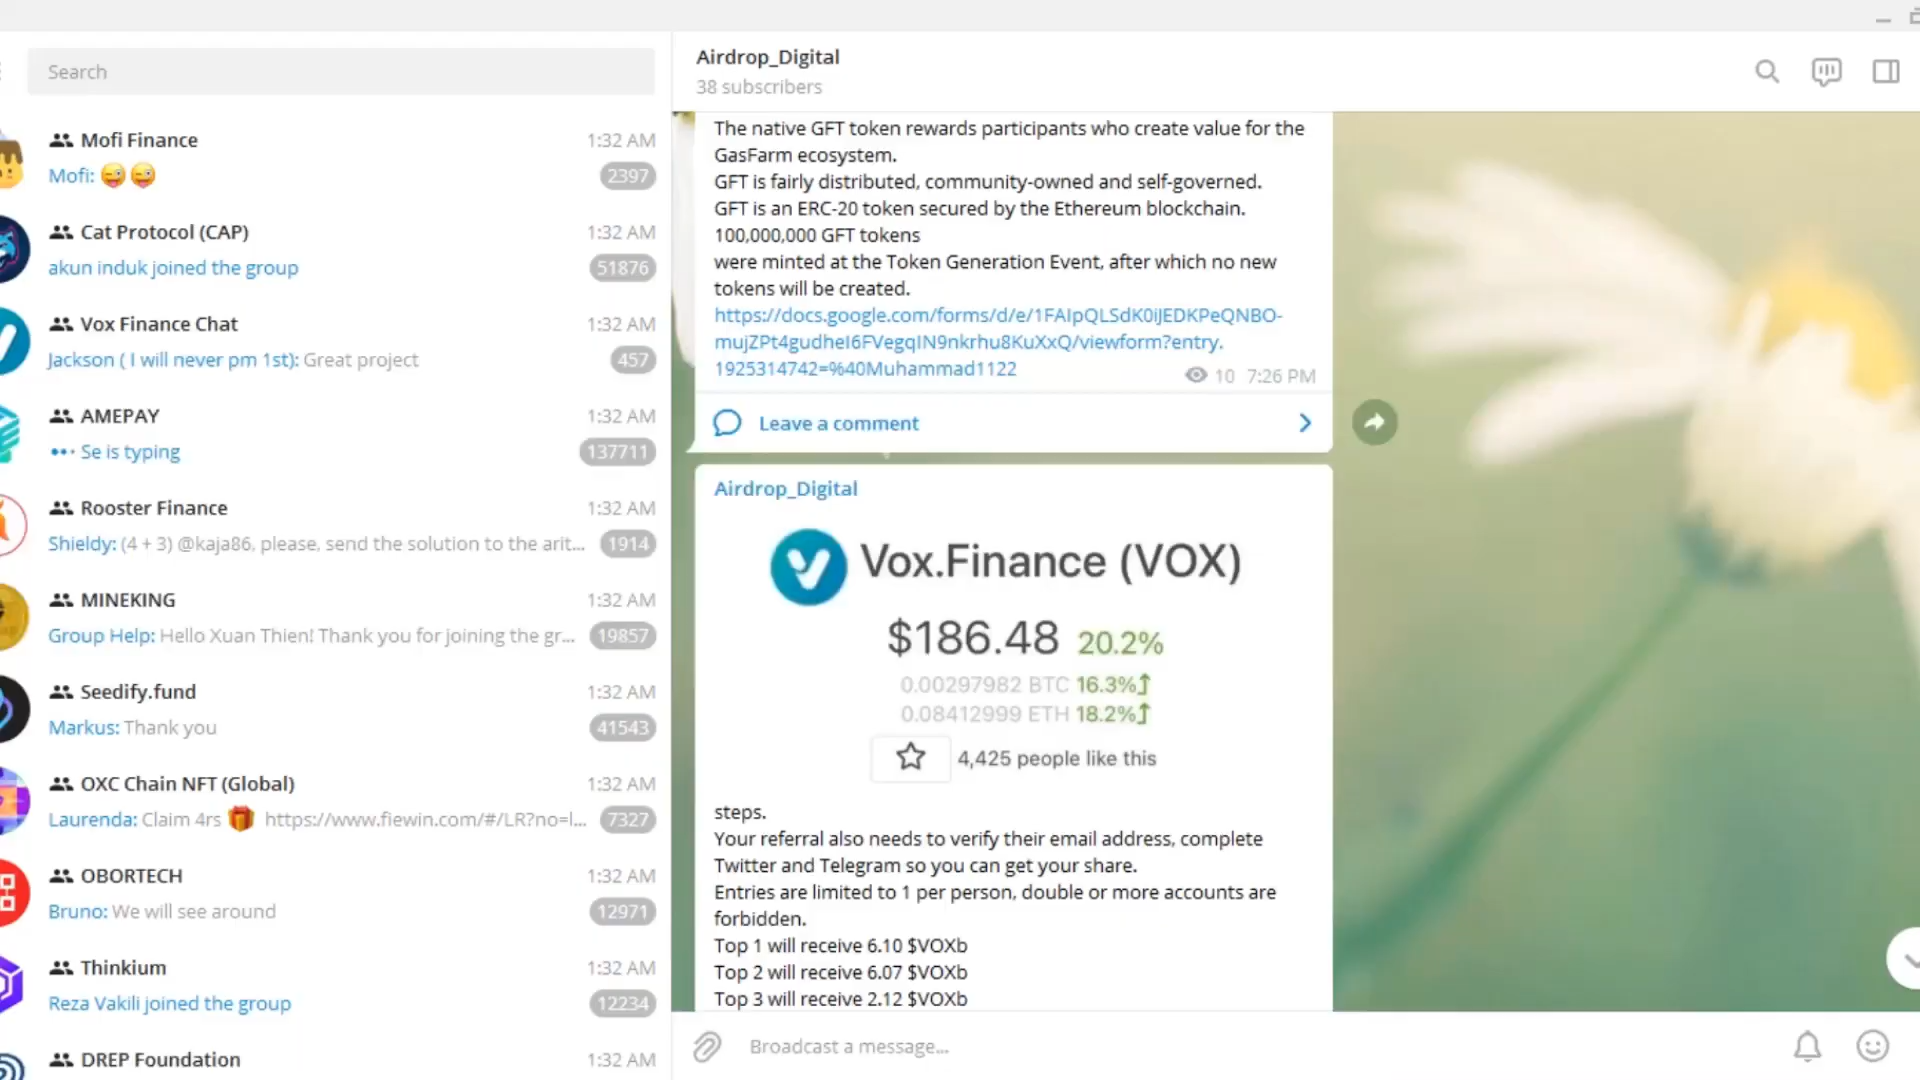 Search
Mofi Finance
1:32 AM
Mofi: 😜😜
2397
Cat Protocol (CAP)
1:32 AM
akun induk joined the group
51876
Vox Finance Chat
1:32 AM
Jackson ( I will never pm 1st): Great project
457
AMEPAY
1:32 AM
Se is typing
137711
Rooster Finance
1:32 AM
Shieldy: (4 + 3) @kaja86, please, send the solution to the arit...
1914
MINEKING
1:32 AM
Group Help: Hello Xuan Thien! Thank you for joining the gr...
19857
Seedify.fund
1:32 AM
Markus: Thank you
41543
OXC Chain NFT (Global)
1:32 AM
Laurenda: Claim 4rs 🎁 https://www.fiewin.com/#/LR?no=l...
7327
OBORTECH
1:32 AM
Bruno: We will see around
12971
Thinkium
1:32 AM
Reza Vakili joined the group
12234
DREP Foundation
1:32 AM
Airdrop_Digital
38 subscribers
The native GFT token rewards participants who create value for the
GasFarm ecosystem.
GFT is fairly distributed, community-owned and self-governed.
GFT is an ERC-20 token secured by the Ethereum blockchain.
100,000,000 GFT tokens
were minted at the Token Generation Event, after which no new
tokens will be created.
https://docs.google.com/forms/d/e/1FAIpQLSdK0iJEDKPeQNBO-
mujZPt4gudheI6FVegqIN9nkrhu8KuXxQ/viewform?entry.
1925314742=%40Muhammad1122
10 7:26 PM
Leave a comment
Airdrop_Digital
Vox.Finance (VOX)
$186.48 20.2%
0.00297982 BTC 16.3%
0.08412999 ETH 18.2%
4,425 people like this
steps.
Your referral also needs to verify their email address, complete
Twitter and Telegram so you can get your share.
Entries are limited to 1 per person, double or more accounts are
forbidden.
Top 1 will receive 6.10 $VOXb
Top 2 will receive 6.07 $VOXb
Top 3 will receive 2.12 $VOXb
Broadcast a message...